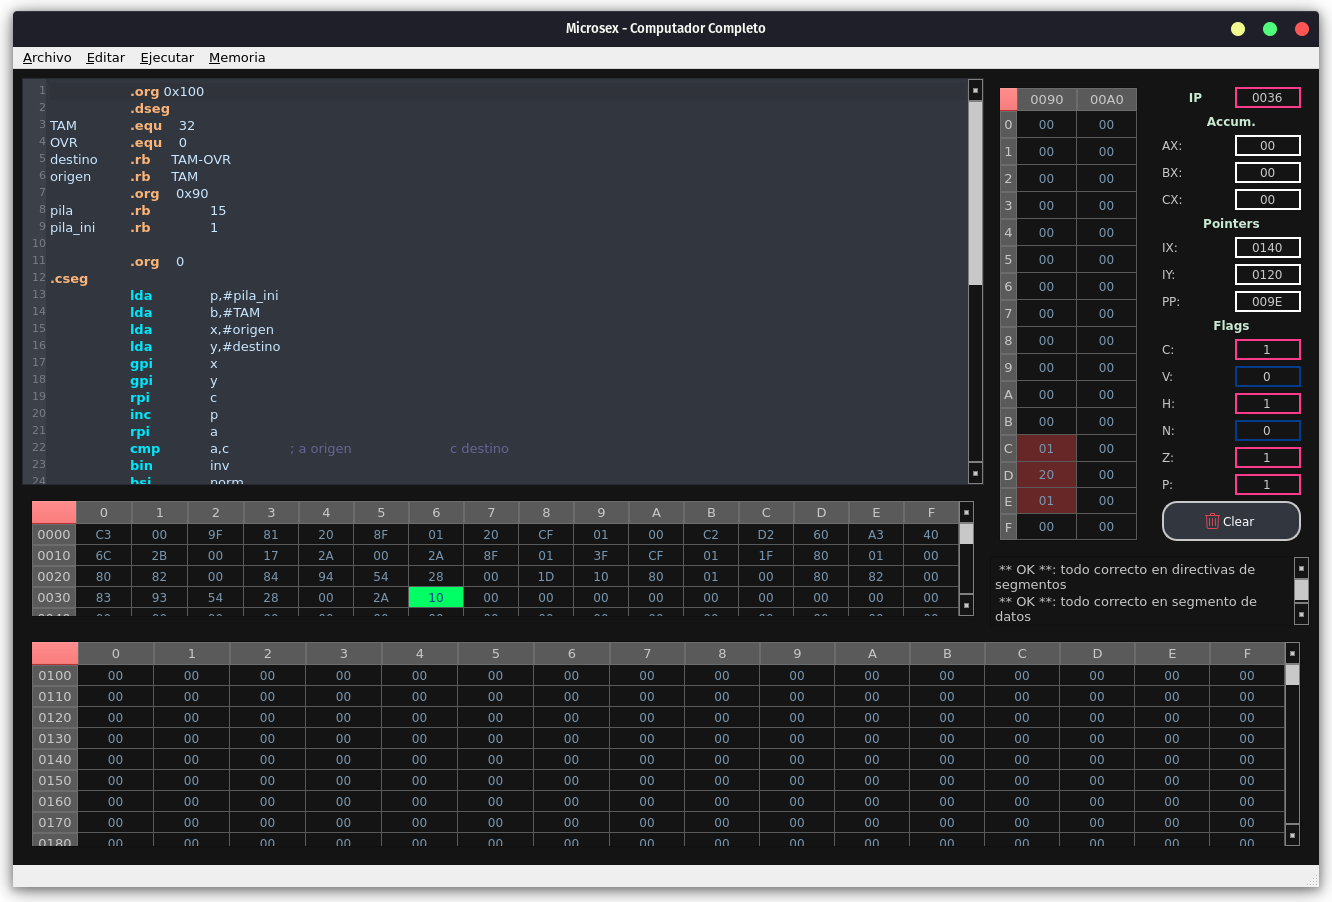 Microsex - Computador Completo
Archivo Editar Ejecutar Memoria
1 .org 0x100
2 .dseg
3 TAM .equ 32
4 OVR .equ 0
5 destino .rb TAM-OVR
6 origen .rb TAM
7 .org 0x90
8 pila .rb 15
9 pila_ini .rb 1
10
11 .org 0
12 .cseg
13 lda p,#pila_ini
14 lda b,#TAM
15 lda x,#origen
16 lda y,#destino
17 gpi x
18 gpi y
19 rpi c
20 inc p
21 rpi a
22 cmp a,c ; a origen c destino
23 bin inv
24 bsi norm
0090 00A0
0 00 00
1 00 00
2 00 00
3 00 00
4 00 00
5 00 00
6 00 00
7 00 00
8 00 00
9 00 00
A 00 00
B 00 00
C 01 00
D 20 00
E 01 00
F 00 00
IP 0036
Accum.
AX: 00
BX: 00
CX: 00
Pointers
IX: 0140
IY: 0120
PP: 009E
Flags
C: 1
V: 0
H: 1
N: 0
Z: 1
P: 1
Clear
0 1 2 3 4 5 6 7 8 9 A B C D E F
0000 C3 00 9F 81 20 8F 01 20 CF 01 00 C2 D2 60 A3 40
0010 6C 2B 00 17 2A 00 2A 8F 01 3F CF 01 1F 80 01 00
0020 80 82 00 84 94 54 28 00 1D 10 80 01 00 80 82 00
0030 83 93 54 28 00 2A 10 00 00 00 00 00 00 00 00 00
0040 00 00 00 00 00 00 00 00 00 00 00 00 00 00 00 00
** OK **: todo correcto en directivas de
segmentos
** OK **: todo correcto en segmento de
datos
0 1 2 3 4 5 6 7 8 9 A B C D E F
0100 00 00 00 00 00 00 00 00 00 00 00 00 00 00 00 00
0110 00 00 00 00 00 00 00 00 00 00 00 00 00 00 00 00
0120 00 00 00 00 00 00 00 00 00 00 00 00 00 00 00 00
0130 00 00 00 00 00 00 00 00 00 00 00 00 00 00 00 00
0140 00 00 00 00 00 00 00 00 00 00 00 00 00 00 00 00
0150 00 00 00 00 00 00 00 00 00 00 00 00 00 00 00 00
0160 00 00 00 00 00 00 00 00 00 00 00 00 00 00 00 00
0170 00 00 00 00 00 00 00 00 00 00 00 00 00 00 00 00
0180 00 00 00 00 00 00 00 00 00 00 00 00 00 00 00 00